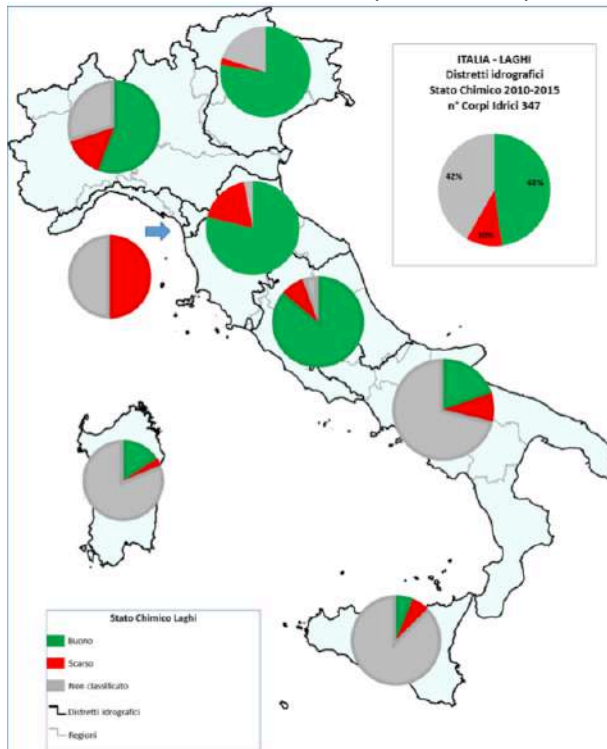 ITALIA - LAGHI
Distretti idrografici
Stato Chimico 2010-2015
n° Corpi Idrici 347
42%
48%
10%
Stato Chimico Laghi
Buono
Scarso
Non classificato
Distretti idrografici
Regioni